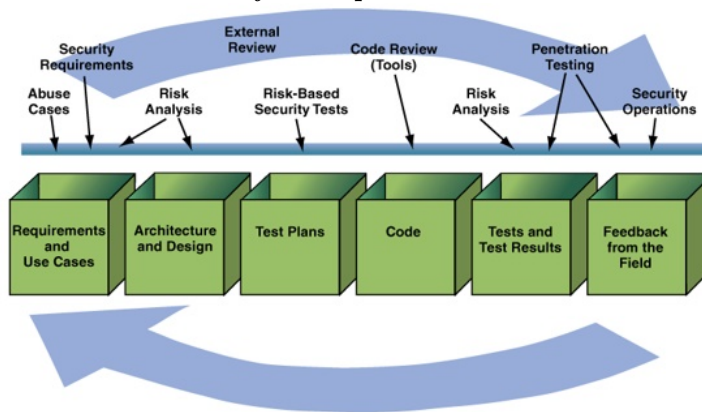 Security
Requirements
External
Review
Code Review
(Tools)
Penetration
Testing
Abuse
Cases
Risk
Analysis
Risk-Based
Security Tests
Risk
Analysis
Security
Operations
Requirements
and
Use Cases
Architecture
and Design
Test Plans
Code
Tests and
Test Results
Feedback
from the
Field